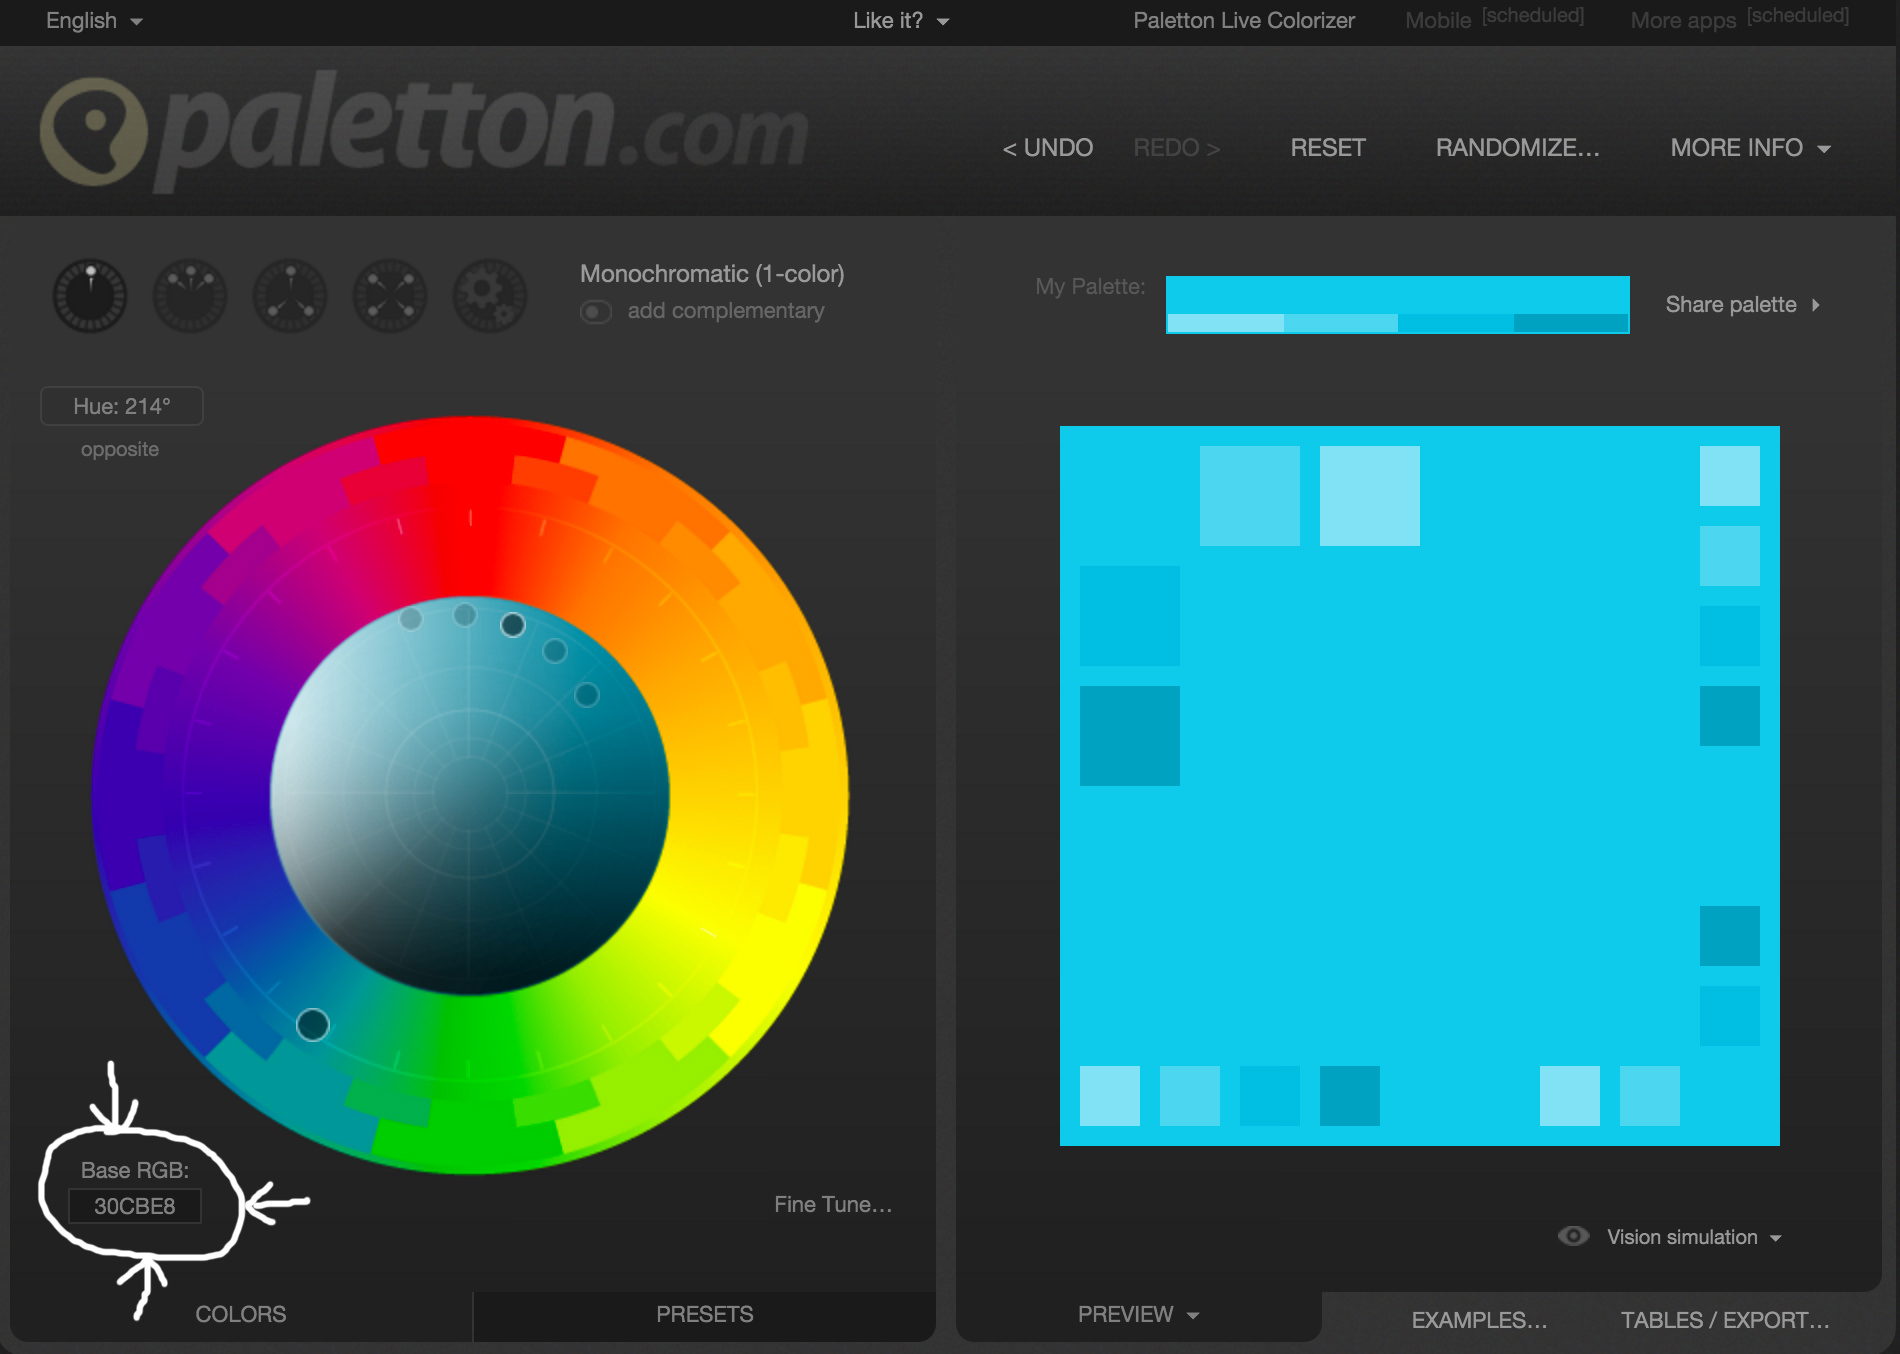 English
Like it?
Paletton Live Colorizer
Mobile [scheduled]
More apps [scheduled]
paletton.com
< UNDO
REDO >
RESET
RANDOMIZE...
MORE INFO
Monochromatic (1-color)
add complementary
My Palette:
Share palette
Hue: 214°
opposite
Base RGB:
30CBE8
Fine Tune...
Vision simulation
COLORS
PRESETS
PREVIEW
EXAMPLES...
TABLES / EXPORT...